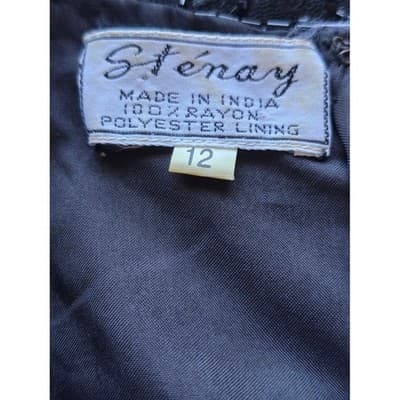 Sténay
MADE IN INDIA
100% RAYON
POLYESTER LINING
12